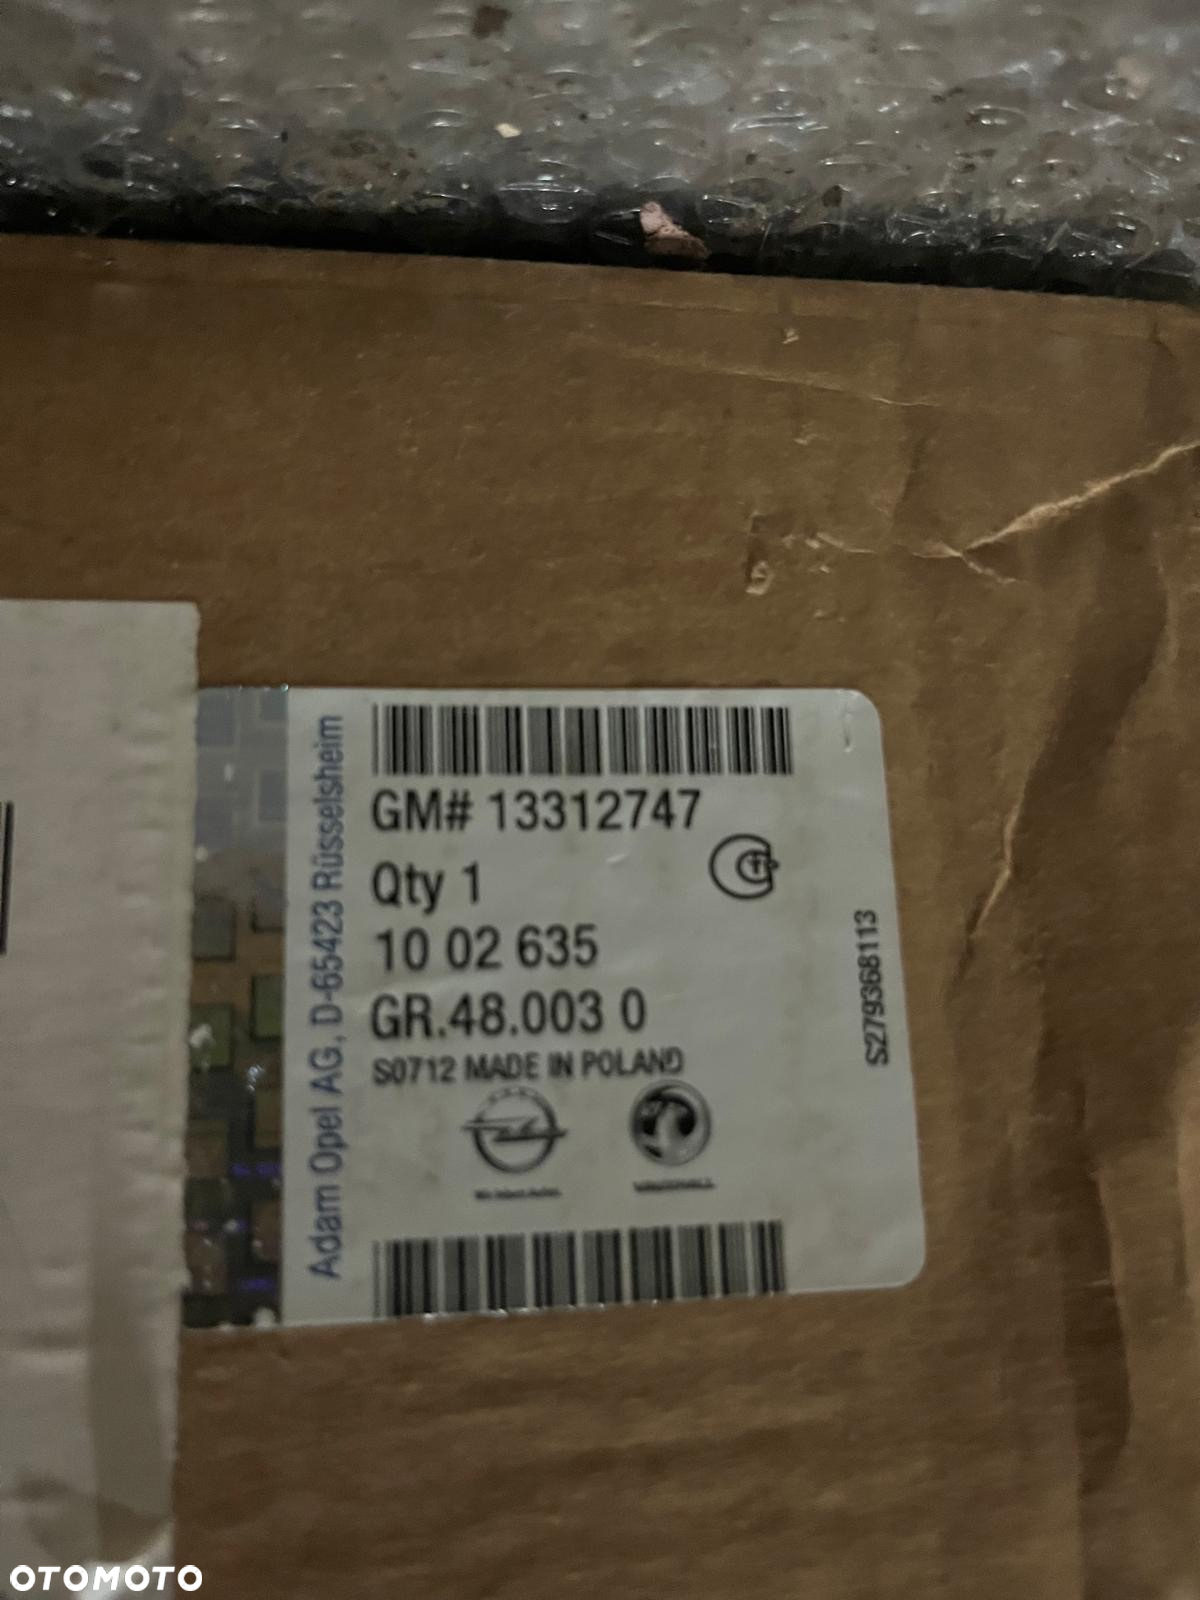 GM# 13312747
Qty 1
10 02 635
GR.48.003 0
S0712 MADE IN POLAND
VAUXHALL
Adam Opel AG, D-65423 Rüsselsheim
S279368113
OTOMOTO